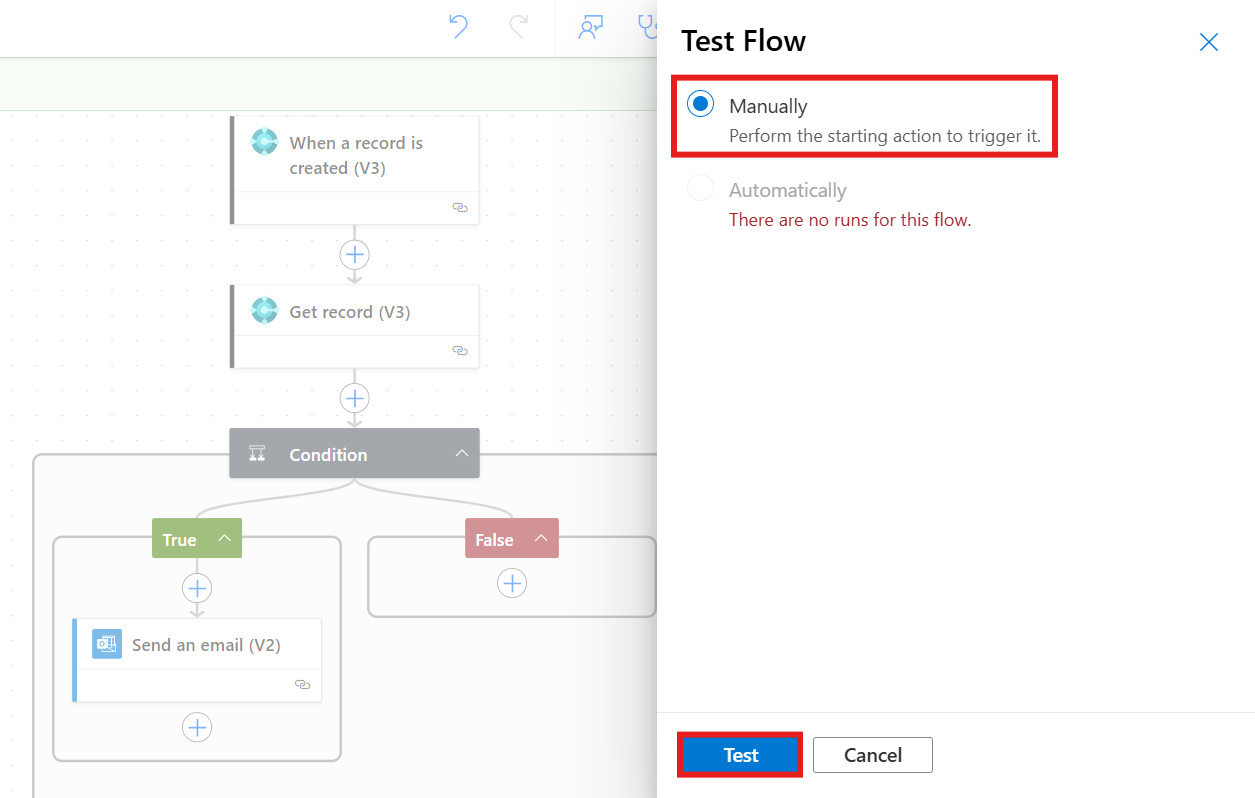 When a record is
created (V3)
Get record (V3)
Condition
True
False
Send an email (V2)
Test Flow
Manually
Perform the starting action to trigger it.
Automatically
There are no runs for this flow.
Test
Cancel